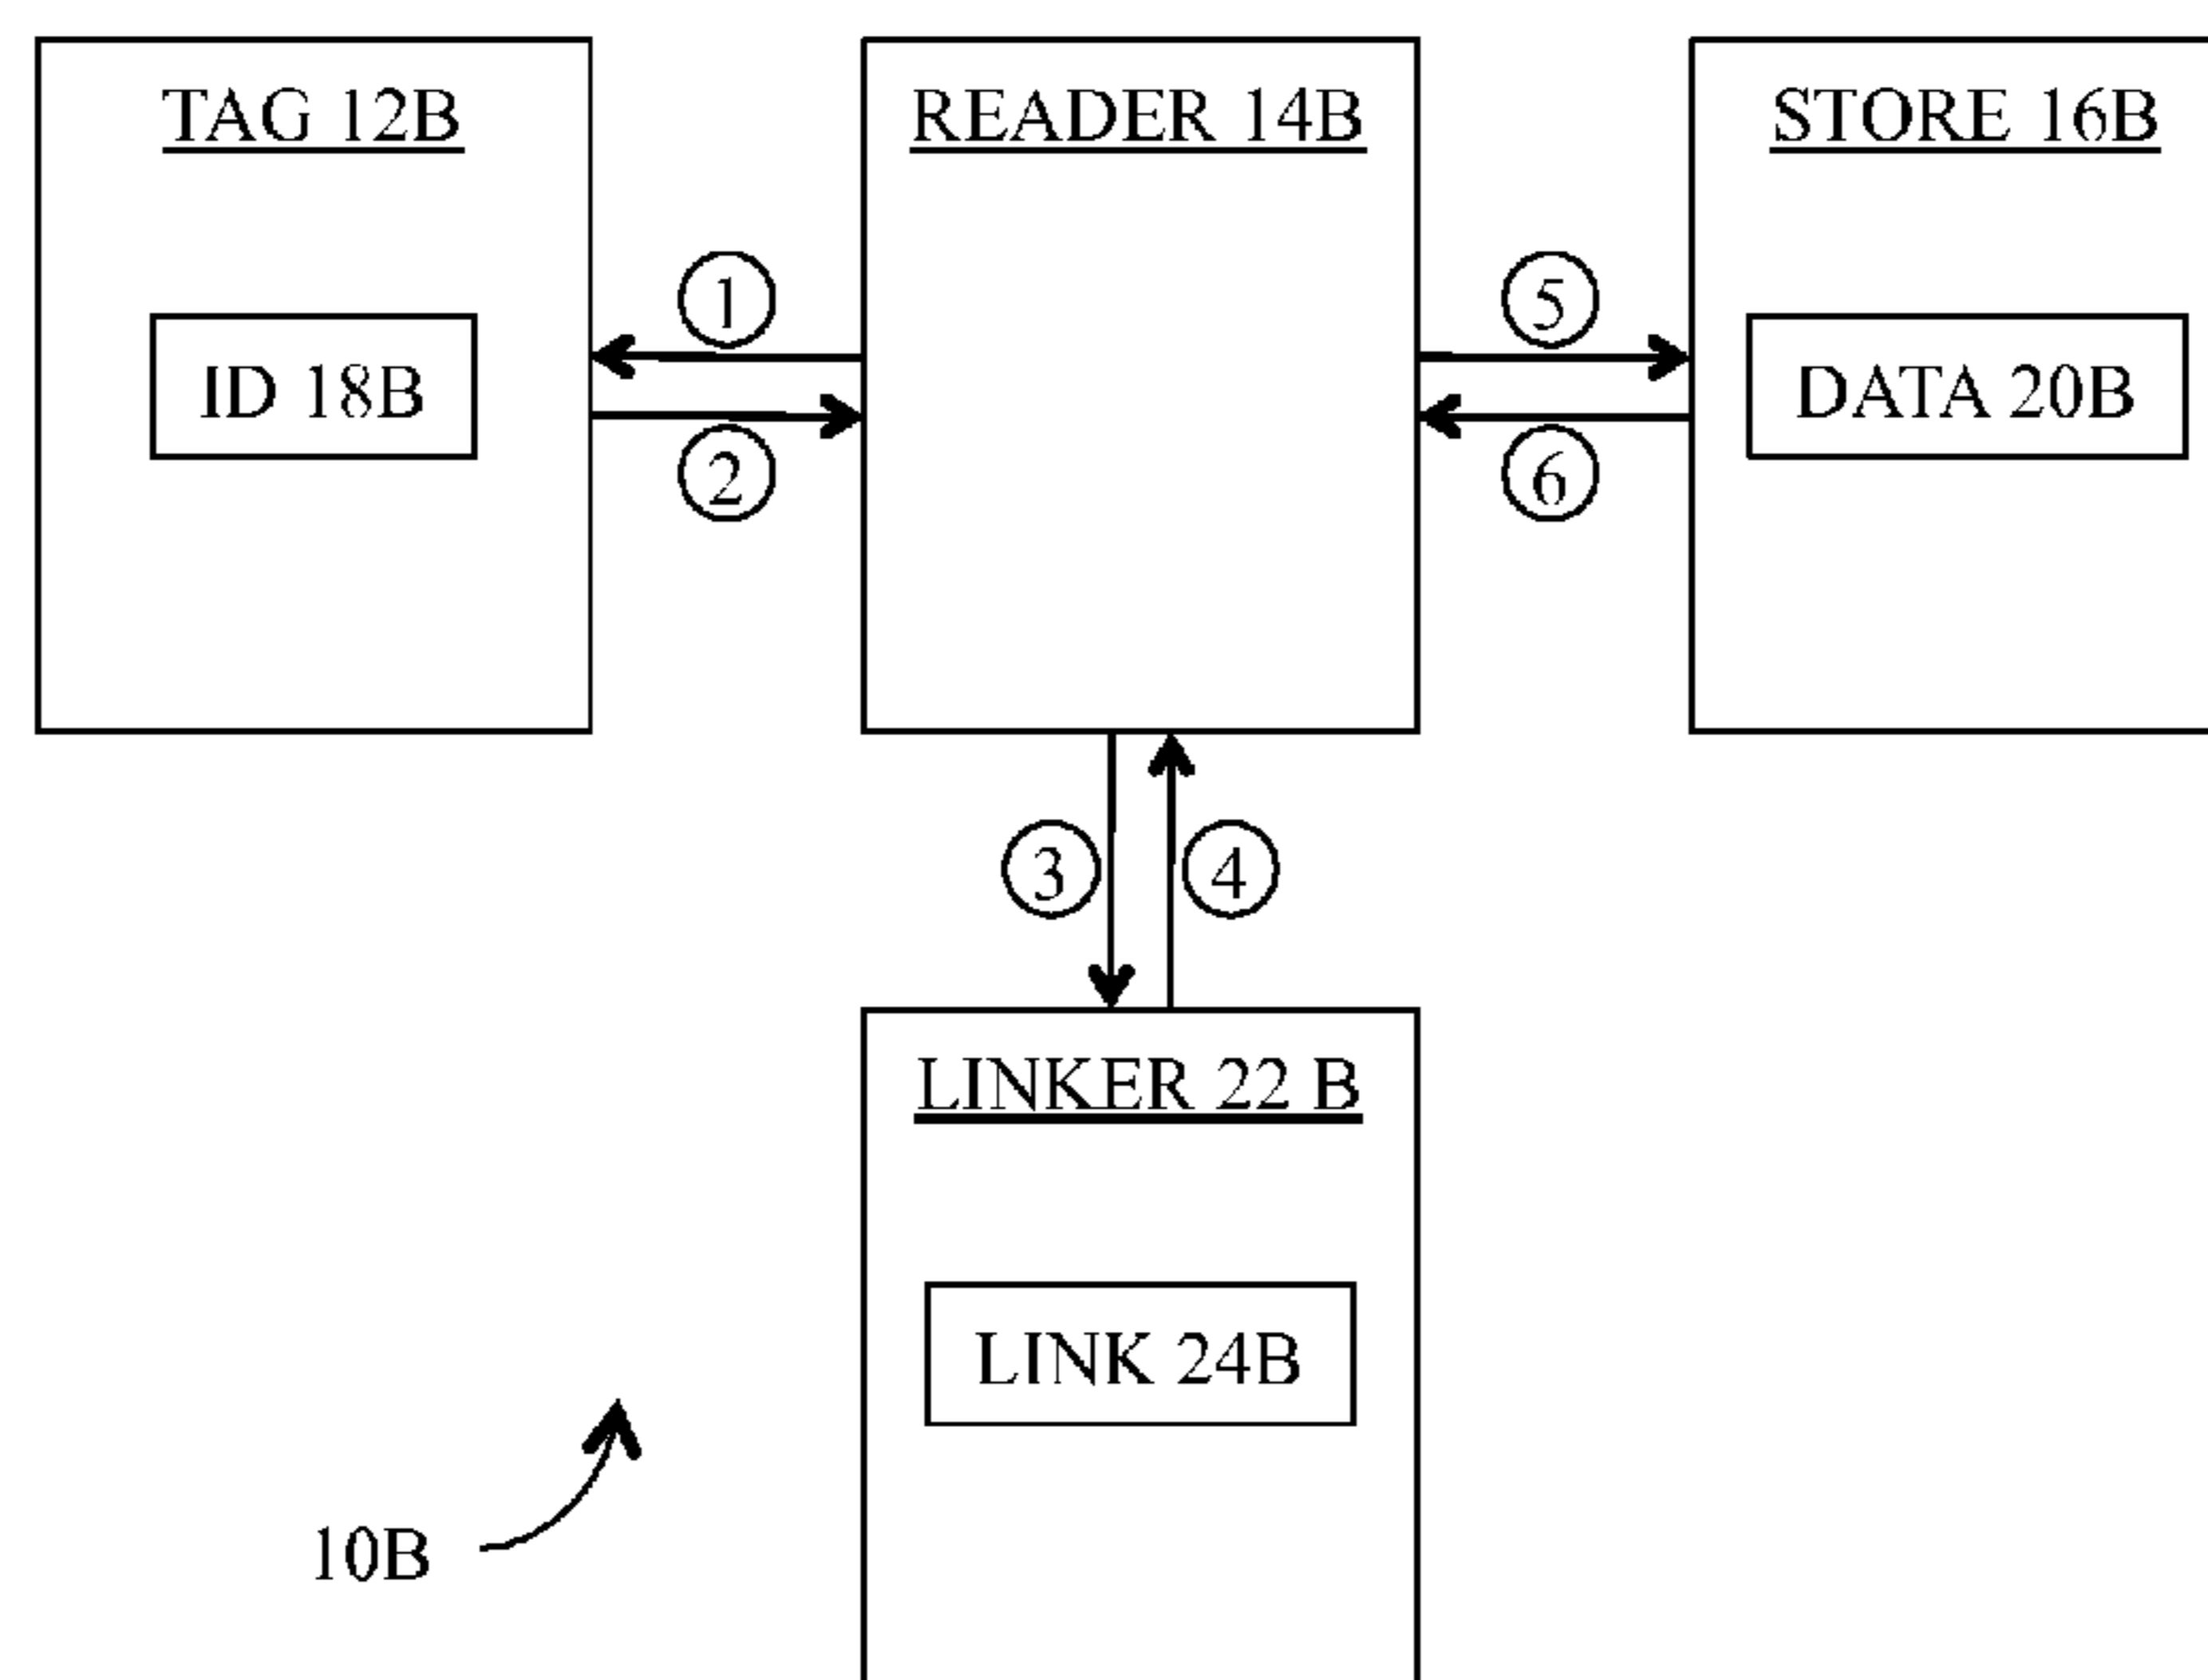 TAG 12B
READER 14B
STORE 16B
1
5
ID 18B
DATA 20B
2
6
3
4
LINKER 22 B
LINK 24B
10B